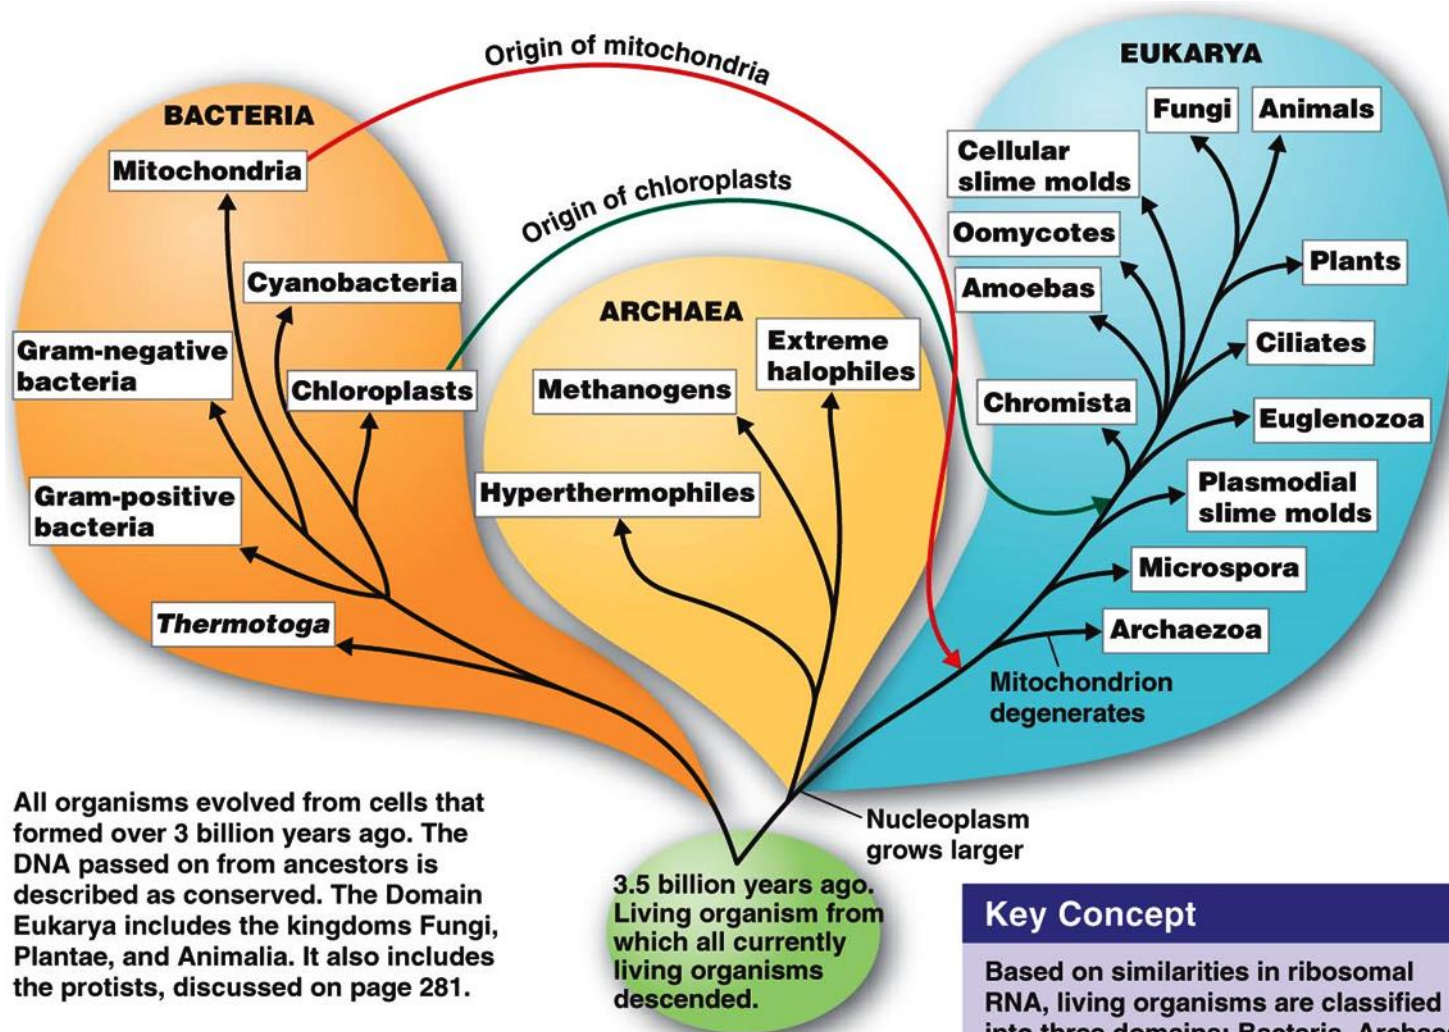 Origin of mitochondria
EUKARYA
BACTERIA
Fungi
Animals
Mitochondria
Cellular
slime molds
Origin of chloroplasts
Oomycotes
Plants
Cyanobacteria
Amoebas
ARCHAEA
Gram-negative
bacteria
Extreme
halophiles
Ciliates
Chloroplasts
Methanogens
Chromista
Euglenozoa
Gram-positive
bacteria
Hyperthermophiles
Plasmodial
slime molds
Microspora
Thermotoga
Archaezoa
Mitochondrion
degenerates
All organisms evolved from cells that
formed over 3 billion years ago. The
DNA passed on from ancestors is
described as conserved. The Domain
Eukarya includes the kingdoms Fungi,
Plantae, and Animalia. It also includes
the protists, discussed on page 281.
Nucleoplasm
grows larger
3.5 billion years ago.
Living organism from
which all currently
living organisms
descended.
Key Concept
Based on similarities in ribosomal
RNA, living organisms are classified
into three domains: Bacteria, Archaea